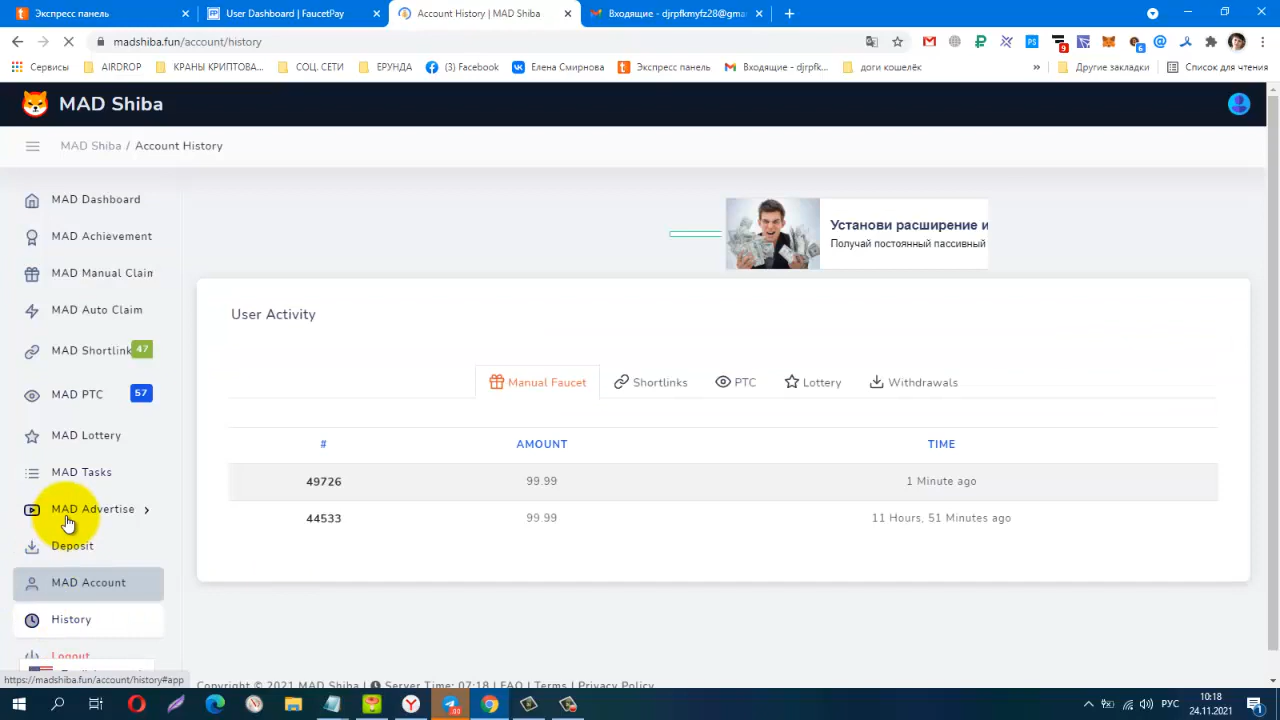 Экспресс панель
User Dashboard | FaucetPay
Account History | MAD Shiba
Входящие - djrpfkmyfz28@gma
madshiba.fun/account/history
Сервисы
AIRDROP
КРАНЫ КРИПТОВА...
СОЦ. СЕТИ
ЕРУНДА
(3) Facebook
Елена Смирнова
Экспресс панель
Входящие - djrpfk...
доги кошелёк
»
Другие закладки
Список для чтения
MAD Shiba
MAD Shiba / Account History
MAD Dashboard
MAD Achievement
MAD Manual Claim
MAD Auto Claim
MAD Shortlink 47
MAD PTC 57
MAD Lottery
MAD Tasks
MAD Advertise
Deposit
MAD Account
History
Logout
Установи расширение и
Получай постоянный пассивный
User Activity
Manual Faucet
Shortlinks
PTC
Lottery
Withdrawals
# AMOUNT TIME
49726 99.99 1 Minute ago
44533 99.99 11 Hours, 51 Minutes ago
https://madshiba.fun/account/history#app
Copyright © 2021 MAD Shiba | Server Time: 07:18 | FAQ | Terms | Privacy Policy
РУС
10:18
24.11.2021